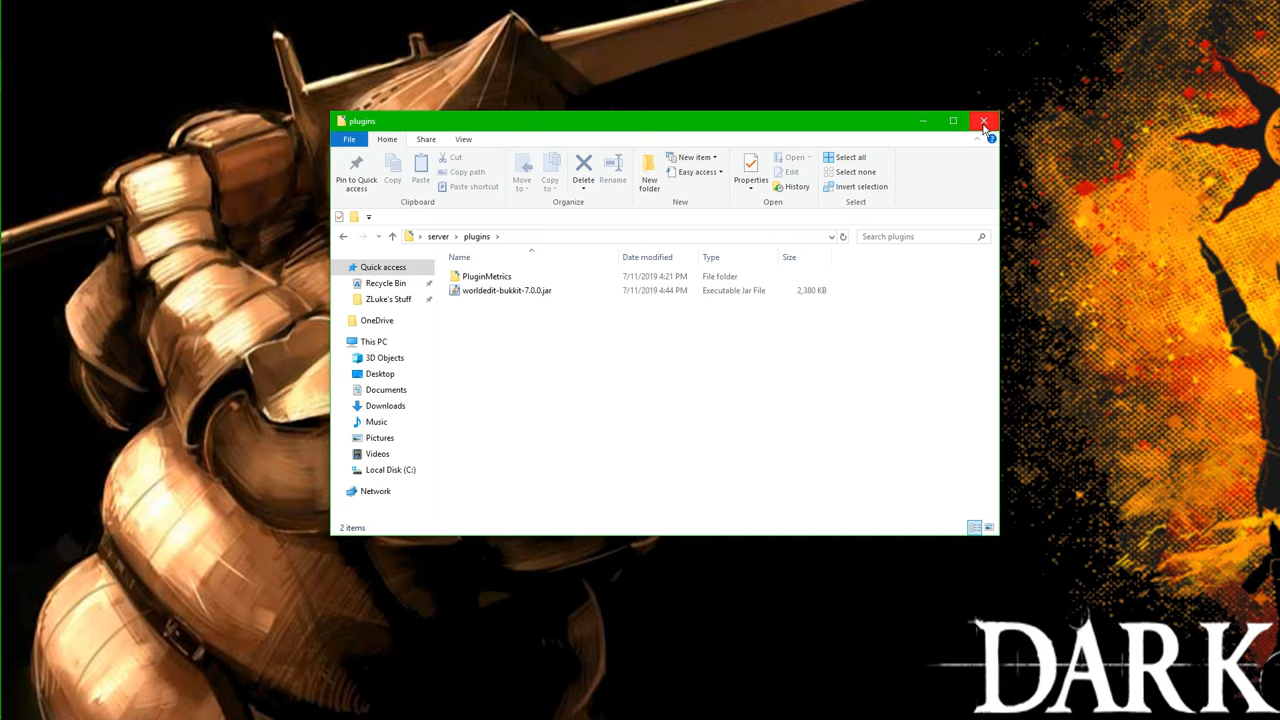 plugins
File Home Share View
Pin to Quick access
Copy
Paste
Cut
Copy path
Paste shortcut
Clipboard
Move to
Copy to
Delete
Rename
Organize
New folder
New item
Easy access
New
Properties
Open
Edit
History
Open
Select all
Select none
Invert selection
Select
server plugins
Search plugins
Name Date modified Type Size
PluginMetrics 7/11/2019 4:21 PM File folder
worldedit-bukkit-7.0.0.jar 7/11/2019 4:44 PM Executable Jar File 2,380 KB
Quick access
Recycle Bin
ZLuke's Stuff
OneDrive
This PC
3D Objects
Desktop
Documents
Downloads
Music
Pictures
Videos
Local Disk (C:)
Network
2 items
DARK